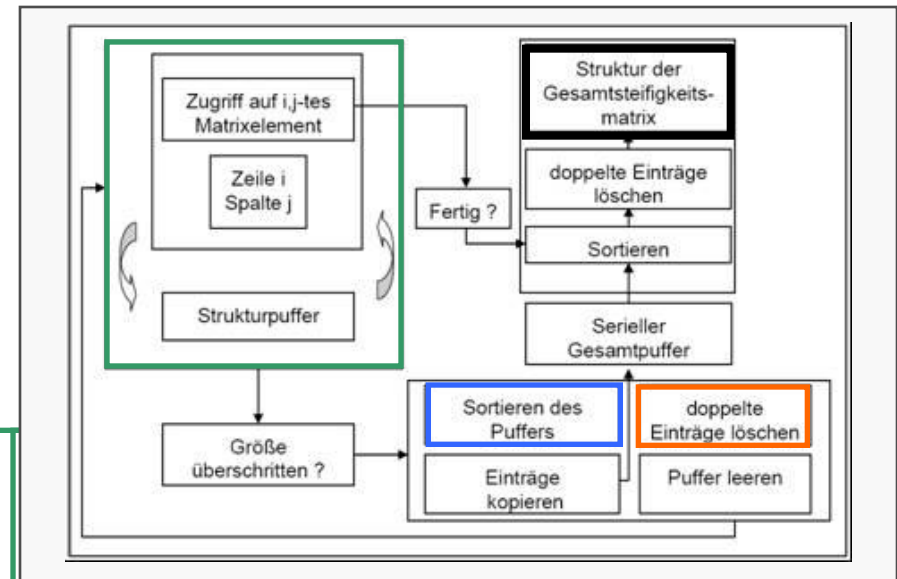 Zugriff auf i,j-tes
Matrixelement
Zeile i
Spalte j
Strukturpuffer
Größe
überschritten ?
Fertig ?
Struktur der
Gesamtsteifigkeits-
matrix
doppelte Einträge
löschen
Sortieren
Serieller
Gesamtpuffer
Sortieren des
Puffers
doppelte
Einträge löschen
Einträge
kopieren
Puffer leeren